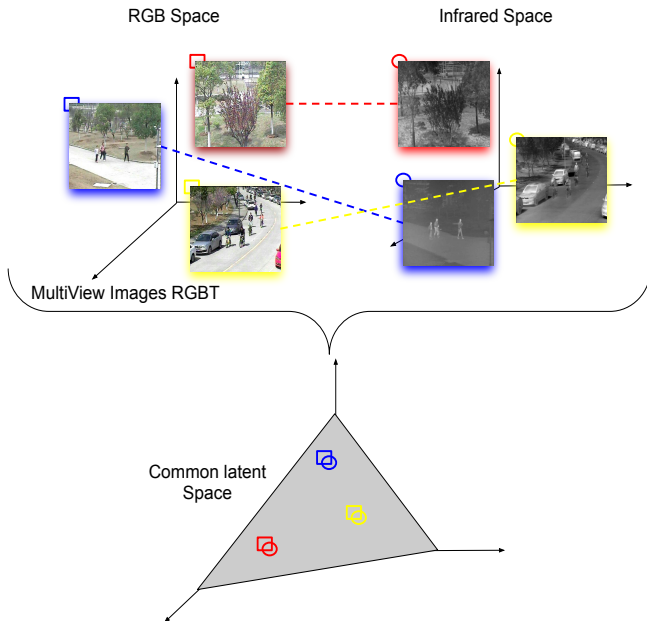 RGB Space
Infrared Space
MultiView Images RGBT
Common latent
Space